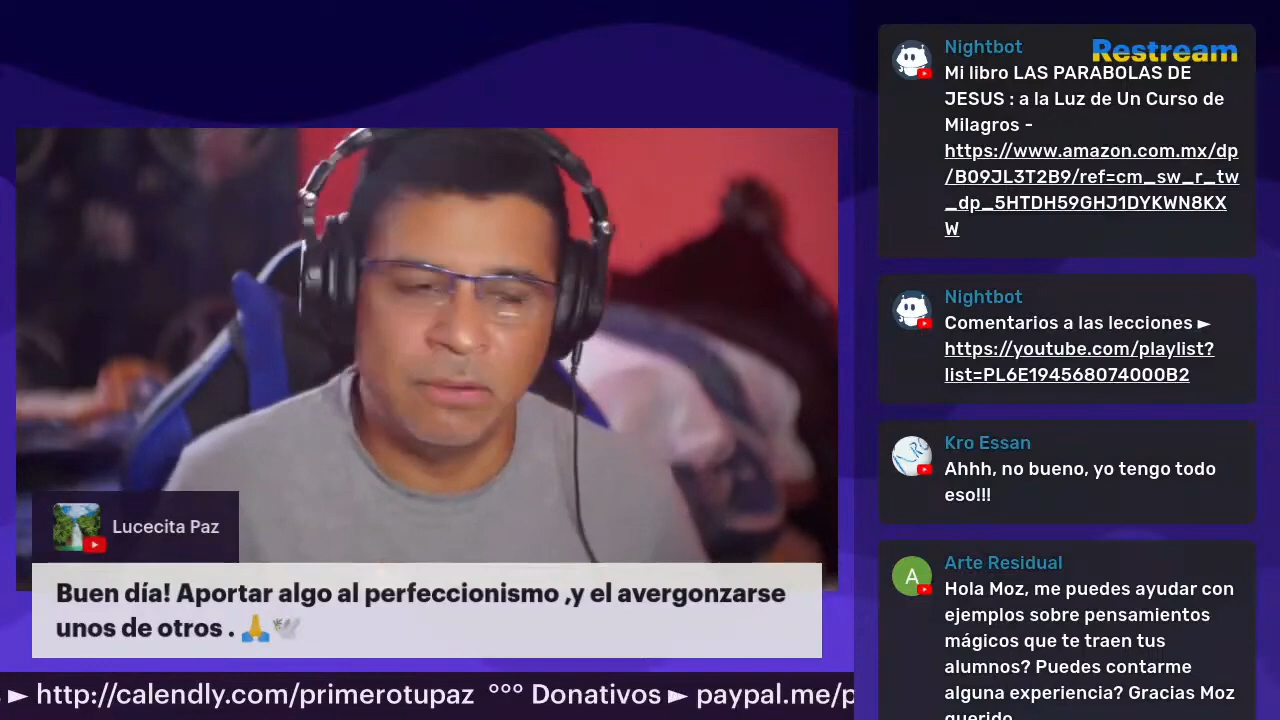 Restream
Nightbot
Mi libro LAS PARABOLAS DE
JESUS : a la Luz de Un Curso de
Milagros -
https://www.amazon.com.mx/dp
/B09JL3T2B9/ref=cm_sw_r_tw
_dp_5HTDH59GHJ1DYKWN8KX
W
Nightbot
Comentarios a las lecciones ►
https://youtube.com/playlist?
list=PL6E194568074000B2
Kro Essan
Ahhh, no bueno, yo tengo todo
eso!!!
A
Arte Residual
Hola Moz, me puedes ayudar con
ejemplos sobre pensamientos
mágicos que te traen tus
alumnos? Puedes contarme
alguna experiencia? Gracias Moz
querido
Lucecita Paz
Buen día! Aportar algo al perfeccionismo ,y el avergonzarse
unos de otros . 🙏🕊️
► http://calendly.com/primerotupaz °°° Donativos ► paypal.me/p